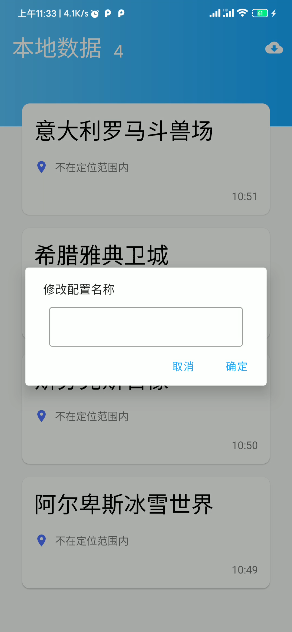 上午11:33 | 4.1K/s
本地数据 4
意大利罗马斗兽场
不在定位范围内
10:51
希腊雅典卫城
修改配置名称
取消 确定
不在定位范围内
10:50
阿尔卑斯冰雪世界
不在定位范围内
10:49